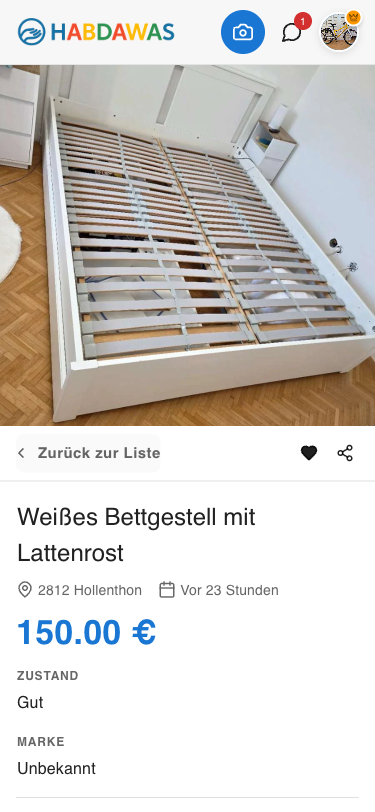 HABDAWAS
1
Zurück zur Liste
Weißes Bettgestell mit
Lattenrost
2812 Hollenthon Vor 23 Stunden
150.00 €
ZUSTAND
Gut
MARKE
Unbekannt